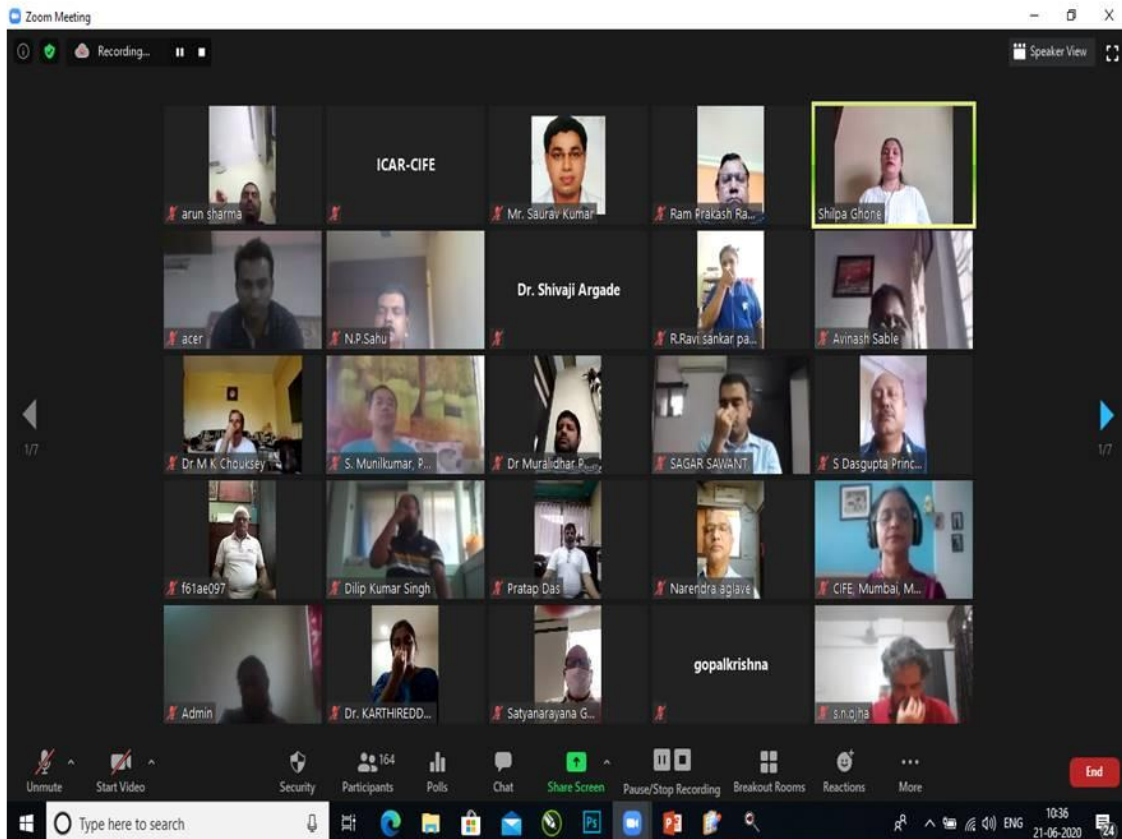 Zoom Meeting
Recording...
Speaker View
arun sharma
ICAR-CIFE
Mr. Saurav Kumar
Ram Prakash Ra...
Shilpa Ghone
acer
N.P.Sahu
Dr. Shivaji Argade
R.Ravi sankar pa...
Avinash Sable
Dr M K Chouksey
S. Munilkumar, P...
Dr Muralidhar P...
SAGAR SAWANT
S Dasgupta Princ...
f61ae097
Dilip Kumar Singh
Pratap Das
Narendra aglave
CIFE, Mumbai, M...
Admin
Dr. KARTHIREDD...
Satyanarayana G...
gopalkrishna
s.n.ojha
1/7
1/7
Unmute
Start Video
Security
Participants
164
Polls
Chat
Share Screen
Pause/Stop Recording
Breakout Rooms
Reactions
More
End
Type here to search
Ps
ENG
10:36
21-06-2020
24